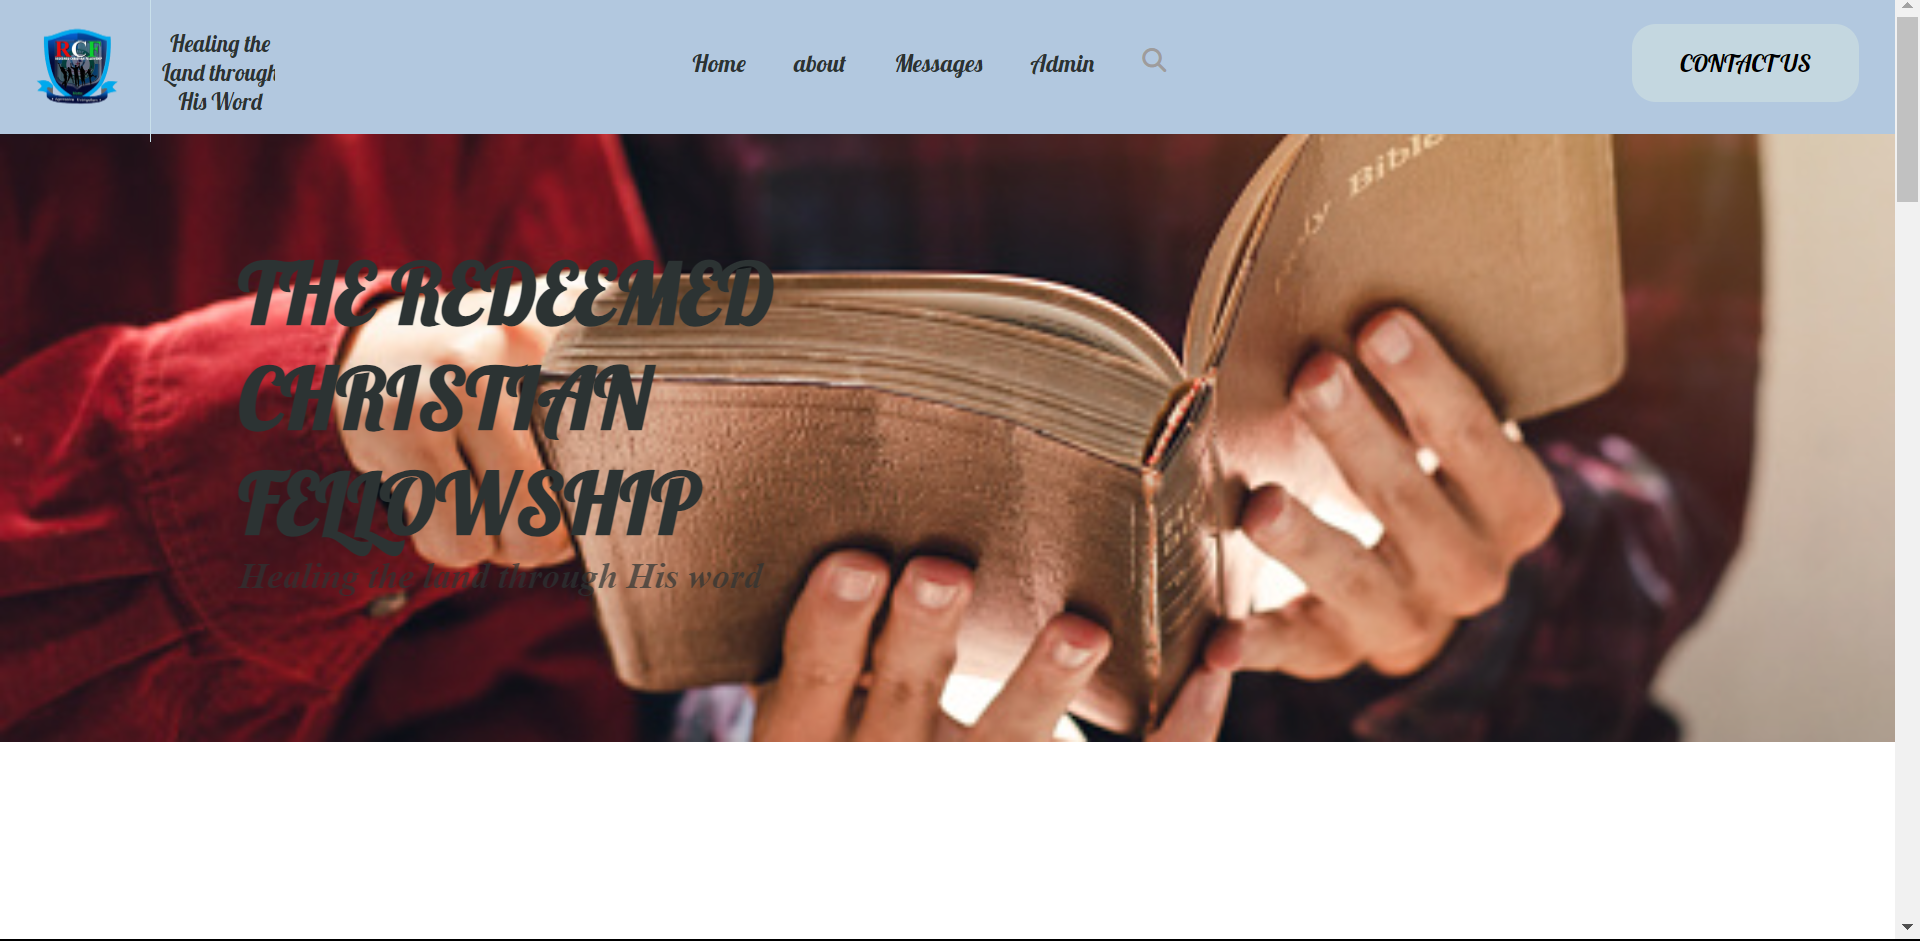 RCF
Healing the
Land through
His Word
Home
about
Messages
Admin
CONTACT US
Bible
THE REDEEMED
CHRISTIAN
FELLOWSHIP
Healing the land through His word